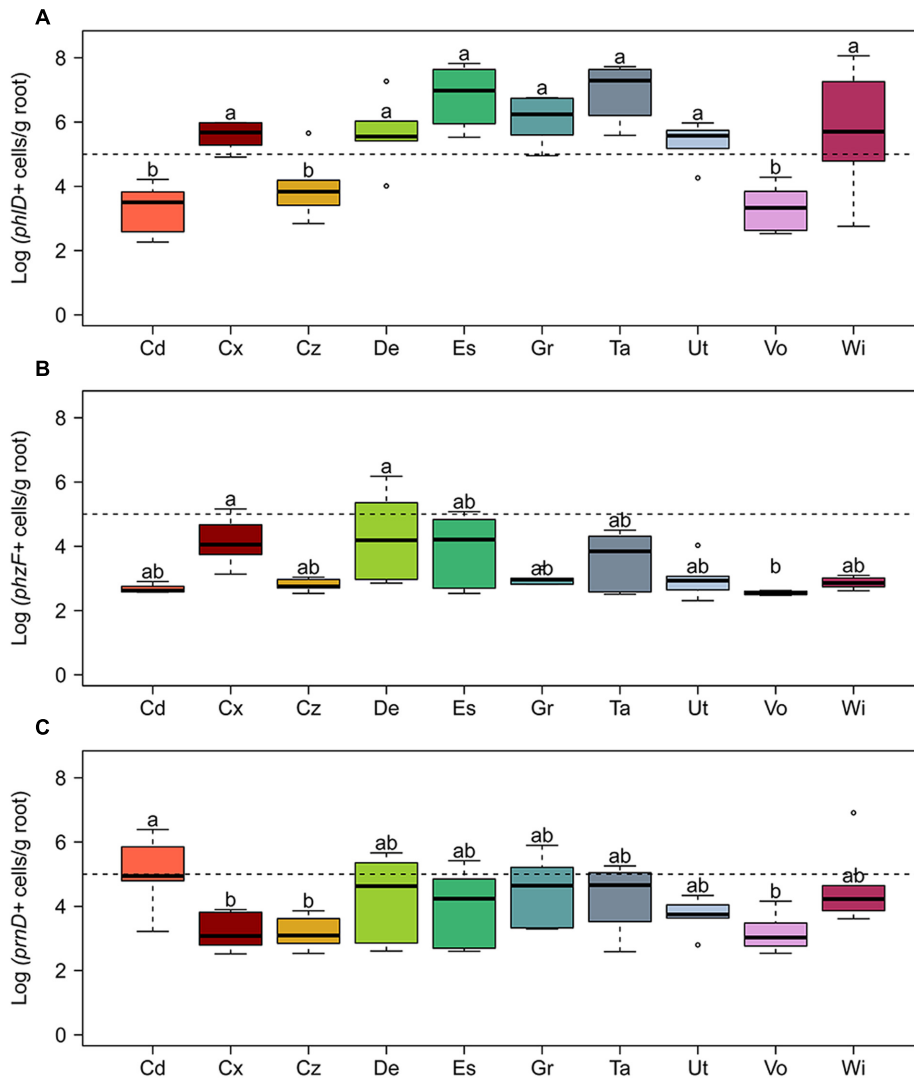 A
Log (phlD+ cells/g root)
8
6
4
2
0
b
a
b
a
a
a
a
a
b
a
Cd Cx Cz De Es Gr Ta Ut Vo Wi
B
Log (phzF+ cells/g root)
8
6
4
2
0
ab
a
ab
a
ab
ab
ab
ab
b
ab
Cd Cx Cz De Es Gr Ta Ut Vo Wi
C
Log (prnD+ cells/g root)
8
6
4
2
0
a
b
b
ab
ab
ab
ab
ab
b
ab
Cd Cx Cz De Es Gr Ta Ut Vo Wi